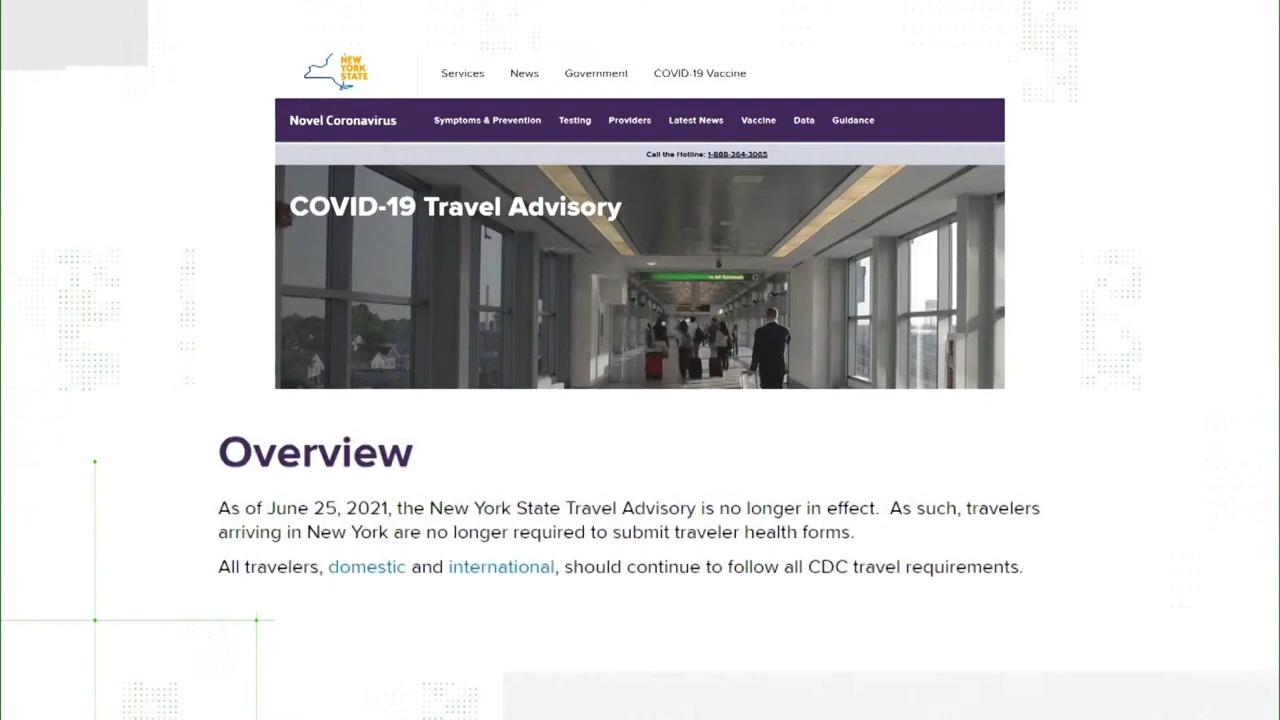 NEW
YORK
STATE
Services News Government COVID-19 Vaccine
Novel Coronavirus Symptoms & Prevention Testing Providers Latest News Vaccine Data Guidance
Call the Hotline: 1-888-364-3065
COVID-19 Travel Advisory
Overview
As of June 25, 2021, the New York State Travel Advisory is no longer in effect. As such, travelers
arriving in New York are no longer required to submit traveler health forms.
All travelers, domestic and international, should continue to follow all CDC travel requirements.